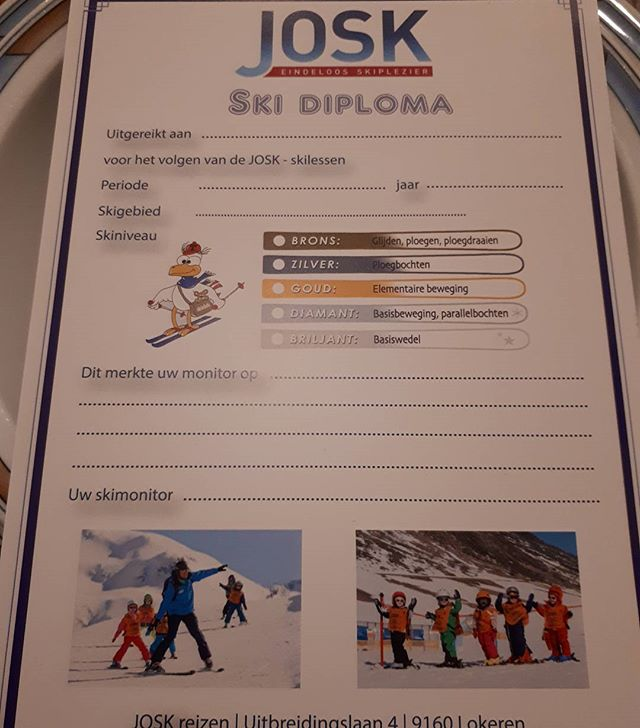 JOSK
EINDELOOS SKIPLEZIER
SKI DIPLOMA
Uitgereikt aan
voor het volgen van de JOSK - skilessen
Periode jaar
Skigebied
Skiniveau
BRONS: Glijden, ploegen, ploegdraaien
ZILVER: Ploegbochten
GOUD: Elementaire beweging
DIAMANT: Basisbeweging, parallelbochten
BRILJANT: Basiswedel
Dit merkte uw monitor op
Uw skimonitor
JOSK reizen | Uitbreidingslaan 4 | 9160 Lokeren